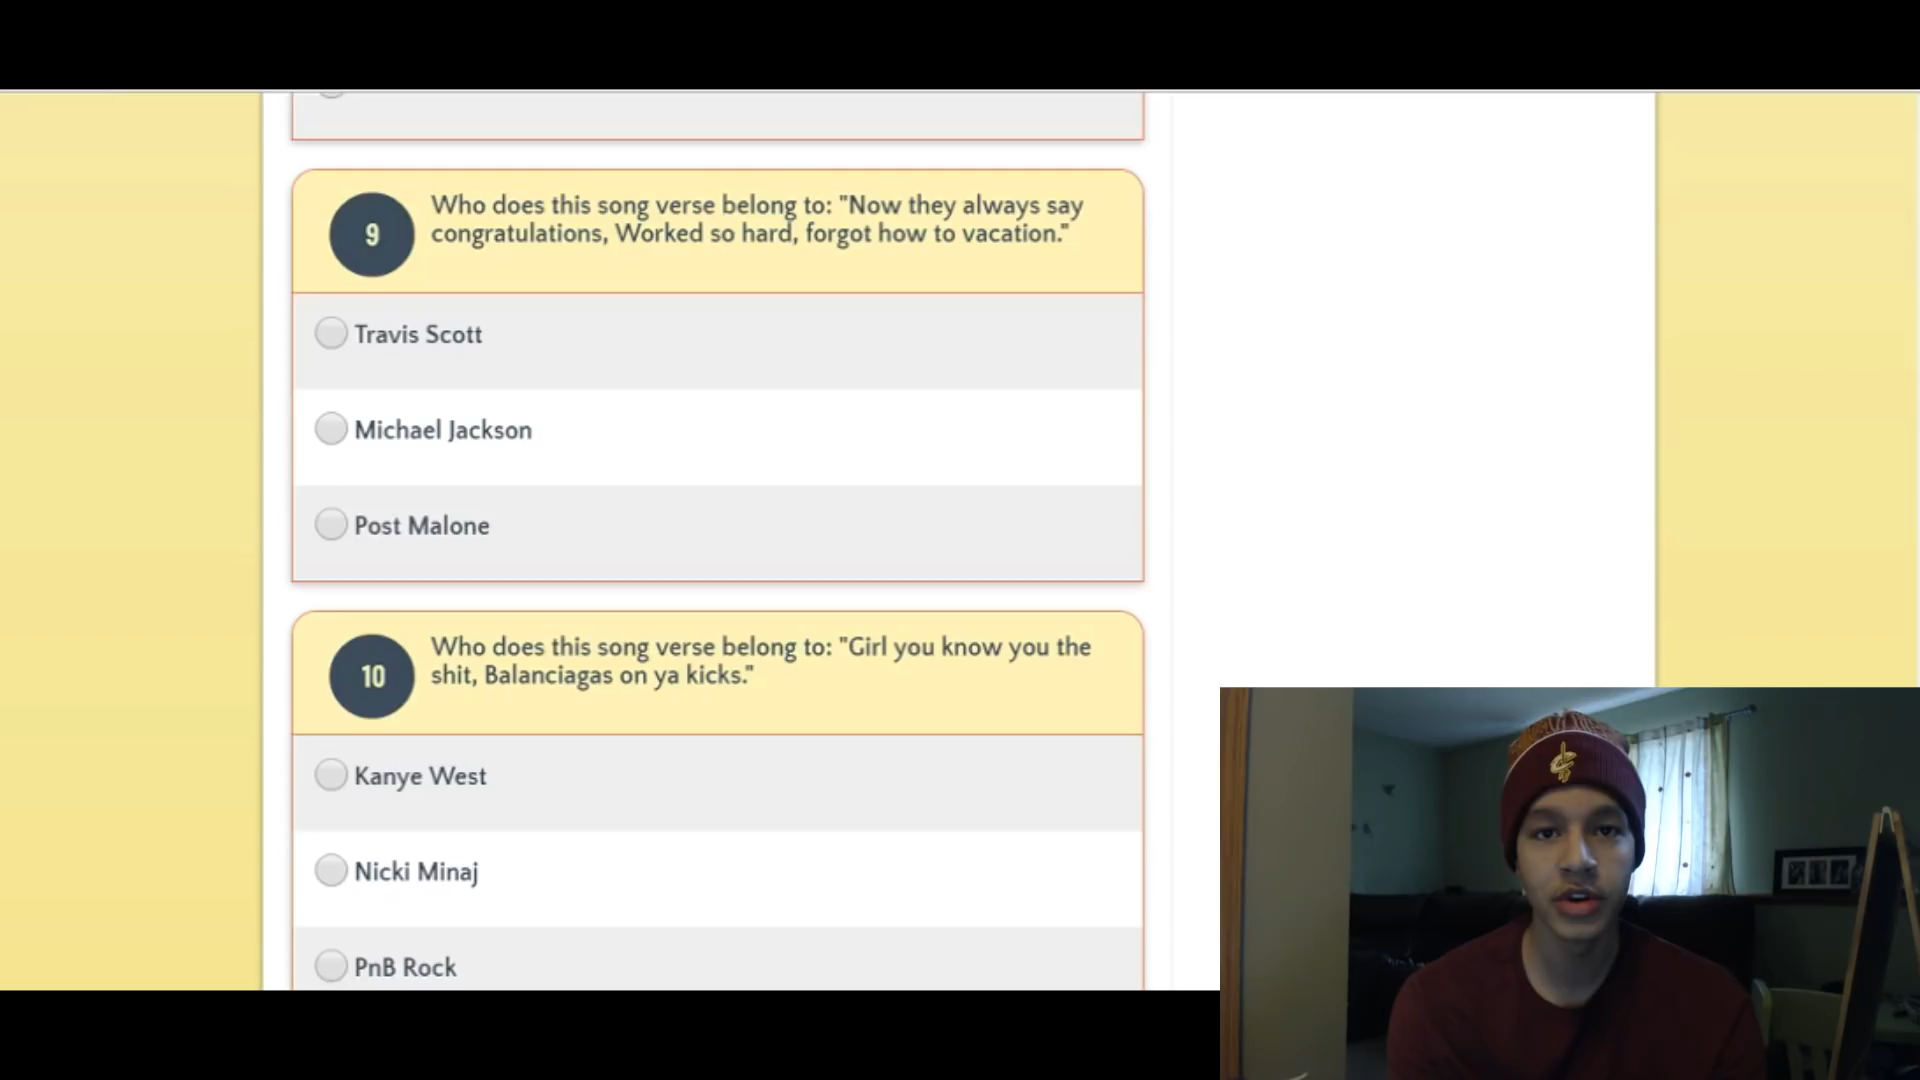 9
Who does this song verse belong to: "Now they always say
congratulations, Worked so hard, forgot how to vacation."
Travis Scott
Michael Jackson
Post Malone
10
Who does this song verse belong to: "Girl you know you the
shit, Balanciagas on ya kicks."
Kanye West
Nicki Minaj
PnB Rock